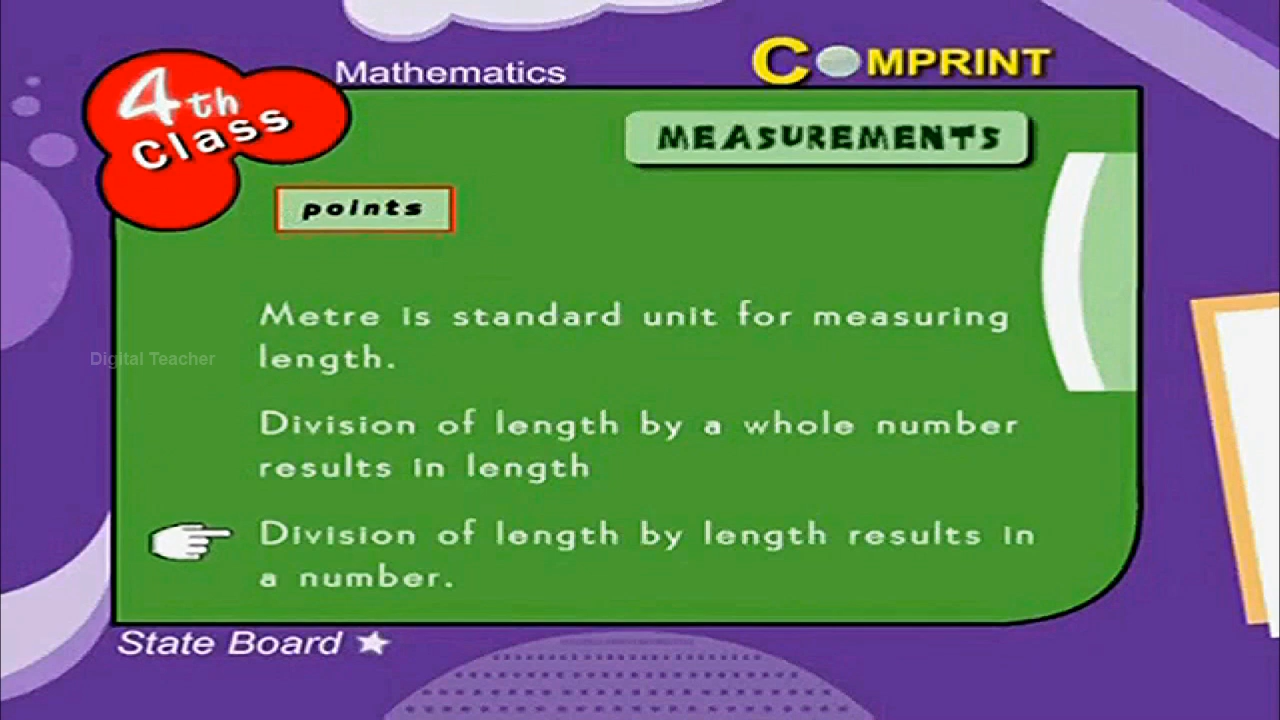 Mathematics
COMPRINT
4th
Class
MEASUREMENTS
points
Metre is standard unit for measuring
length.
Digital Teacher
Division of length by a whole number
results in length
Division of length by length results in
a number.
State Board